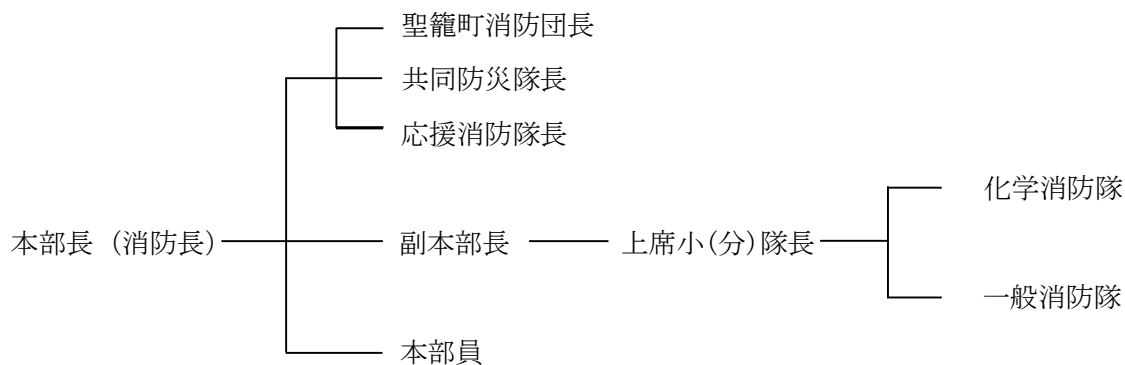 聖籠町消防団長
共同防災隊長
応援消防隊長
化学消防隊
本部長（消防長）
副本部長
上席小(分)隊長
一般消防隊
本部員